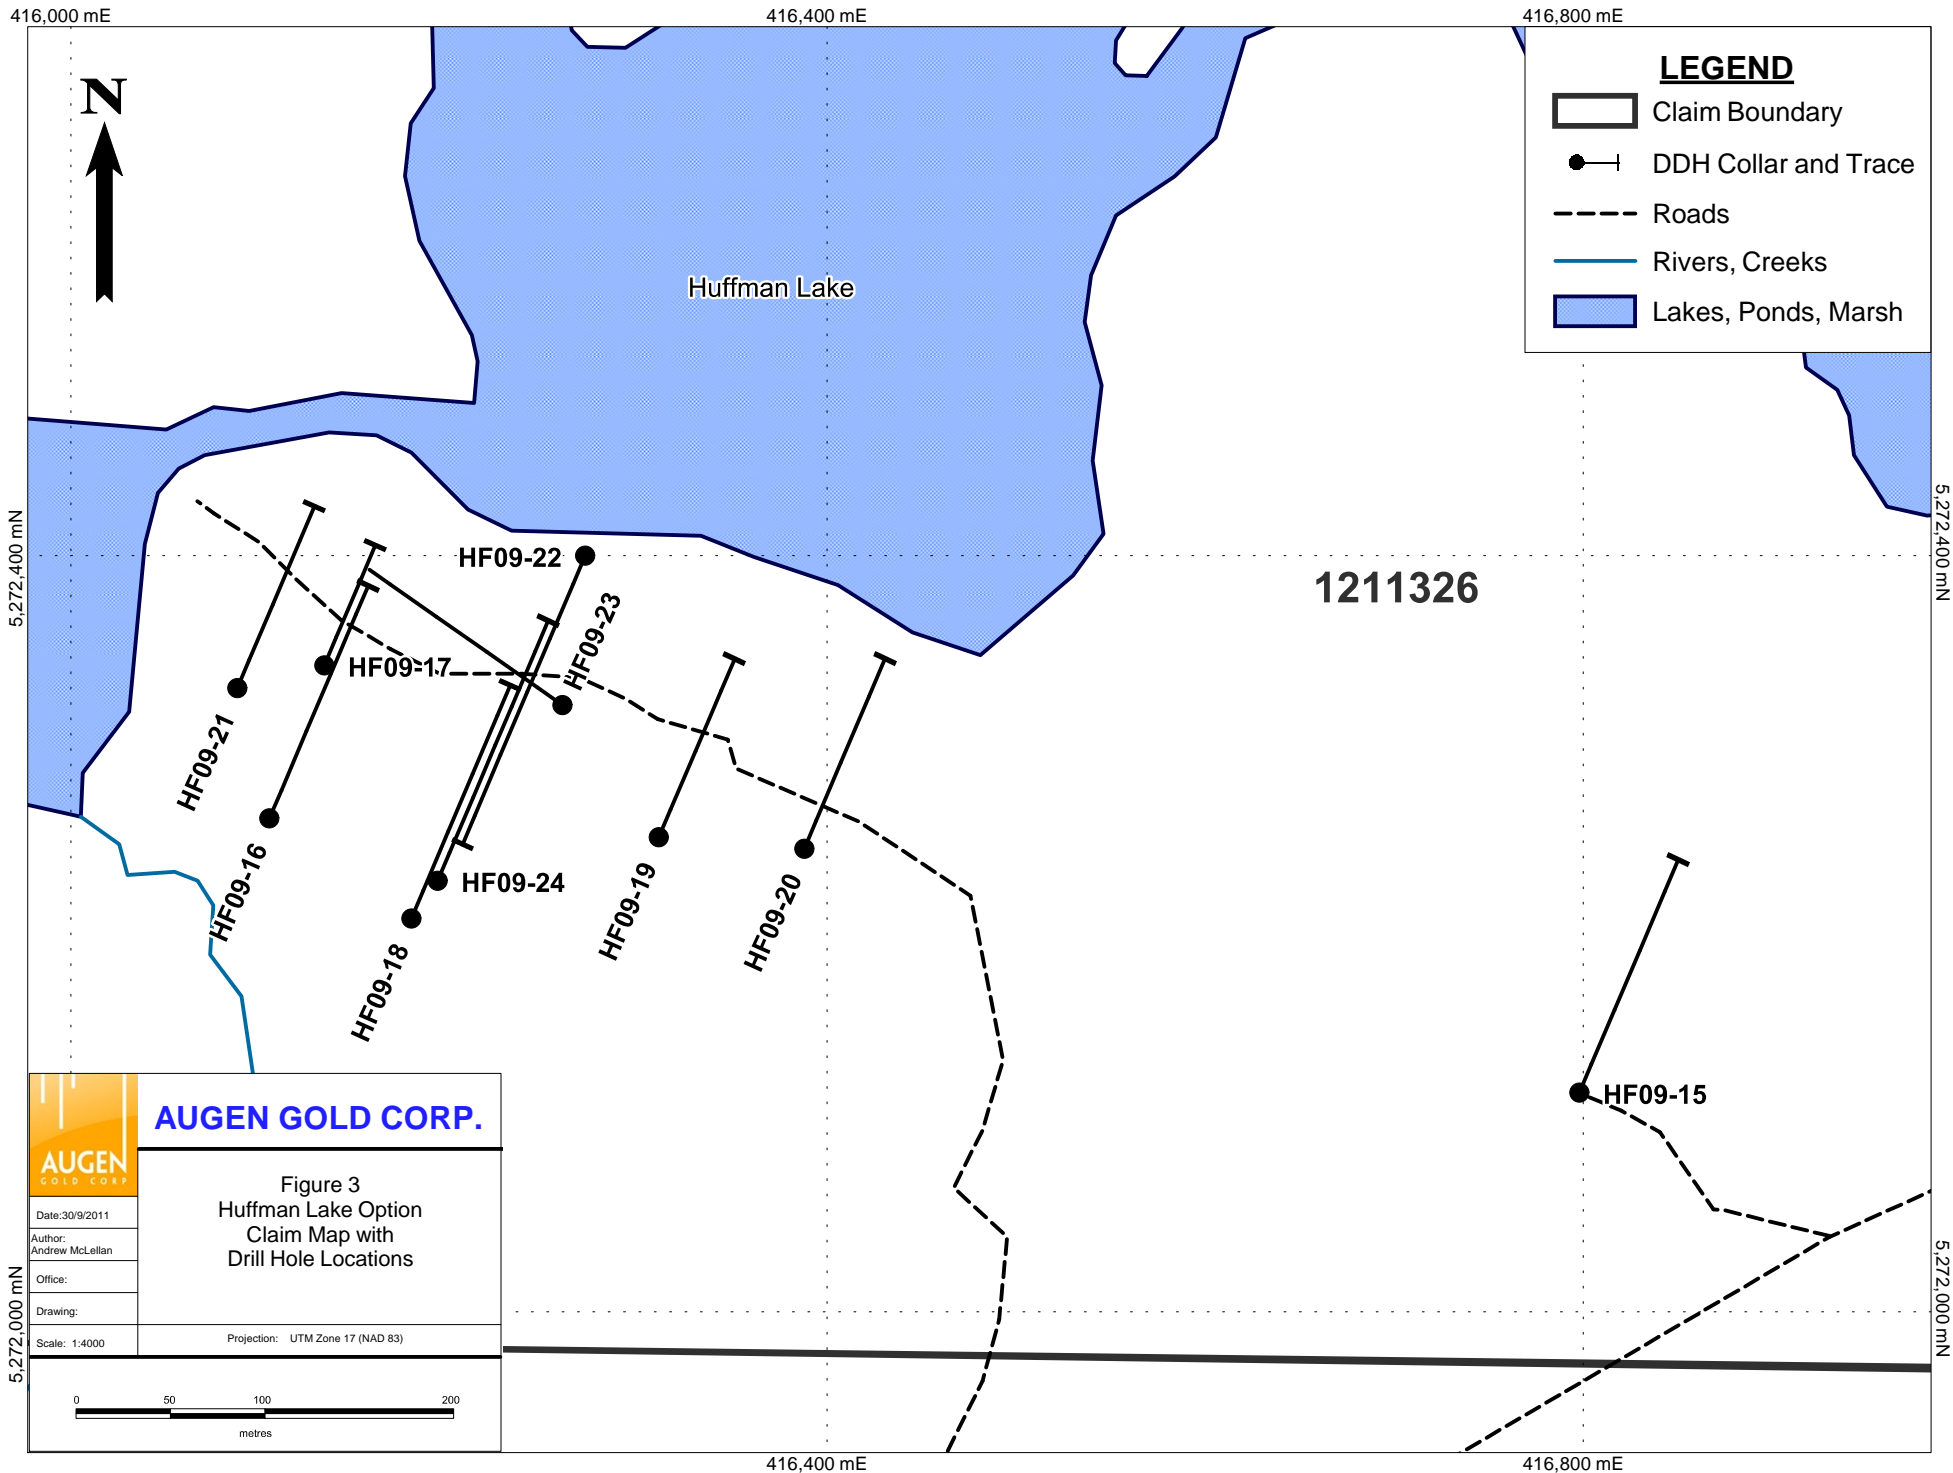 416,000 mE
416,400 mE
416,800 mE
N
LEGEND
Claim Boundary
DDH Collar and Trace
Roads
Rivers, Creeks
Lakes, Ponds, Marsh
Huffman Lake
5,272,400 mN
5,272,400 mN
HF09-22
1211326
HF09-23
HF09-17
HF09-21
HF09-16
HF09-24
HF09-18
HF09-19
HF09-20
HF09-15
5,272,000 mN
5,272,000 mN
AUGEN
GOLD CORP
AUGEN GOLD CORP.
Figure 3
Huffman Lake Option
Claim Map with
Drill Hole Locations
Date:30/9/2011
Author:
Andrew McLellan
Office:
Drawing:
Scale: 1:4000
Projection: UTM Zone 17 (NAD 83)
0 50 100 200
metres
416,400 mE
416,800 mE